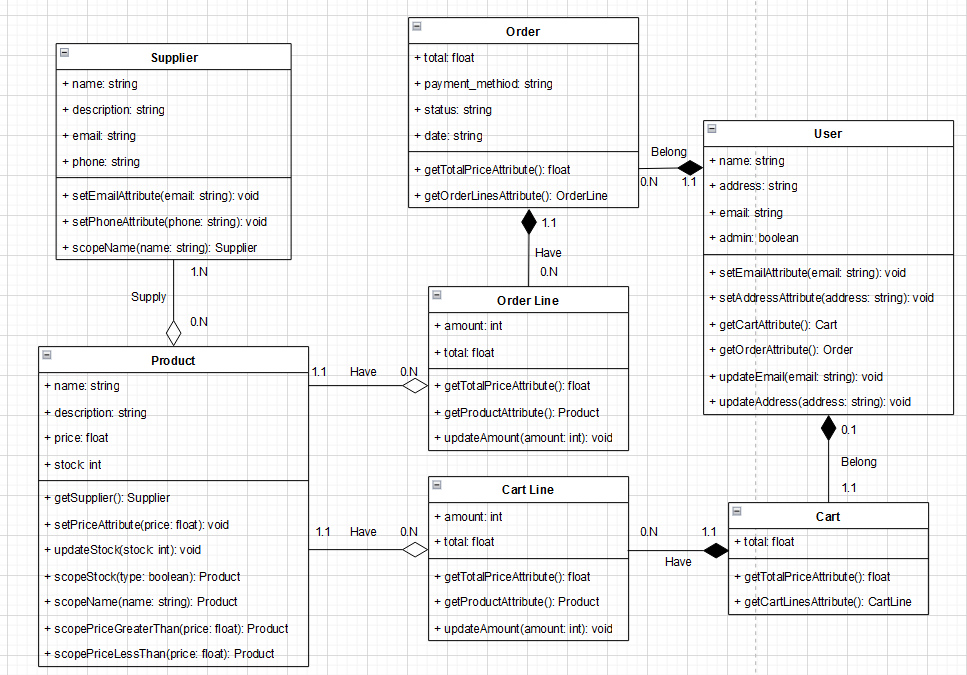 Supplier
+ name: string
+ description: string
+ email: string
+ phone: string
+ setEmailAttribute(email: string): void
+ setPhoneAttribute(phone: string): void
+ scopeName(name: string): Supplier
1.N
Supply
0.N
Order
+ total: float
+ payment_methiod: string
+ status: string
+ date: string
+ getTotalPriceAttribute(): float
+ getOrderLinesAttribute(): OrderLine
Belong
0.N
1.1
1.1
Have
0.N
User
+ name: string
+ address: string
+ email: string
+ admin: boolean
+ setEmailAttribute(email: string): void
+ setAddressAttribute(address: string): void
+ getCartAttribute(): Cart
+ getOrderAttribute(): Order
+ updateEmail(email: string): void
+ updateAddress(address: string): void
0.1
Belong
1.1
Order Line
+ amount: int
+ total: float
+ getTotalPriceAttribute(): float
+ getProductAttribute(): Product
+ updateAmount(amount: int): void
Product
+ name: string
+ description: string
+ price: float
+ stock: int
+ getSupplier(): Supplier
+ setPriceAttribute(price: float): void
+ updateStock(stock: int): void
+ scopeStock(type: boolean): Product
+ scopeName(name: string): Product
+ scopePriceGreaterThan(price: float): Product
+ scopePriceLessThan(price: float): Product
1.1 Have 0.N
1.1 Have 0.N
Cart Line
+ amount: int
+ total: float
+ getTotalPriceAttribute(): float
+ getProductAttribute(): Product
+ updateAmount(amount: int): void
0.N 1.1
Have
Cart
+ total: float
+ getTotalPriceAttribute(): float
+ getCartLinesAttribute(): CartLine